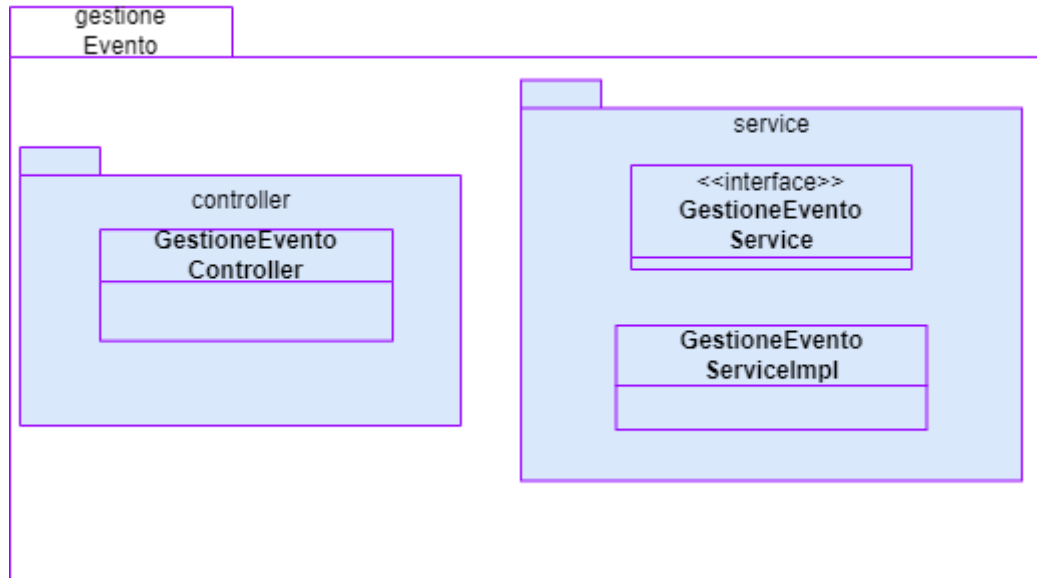 gestione
Evento
controller
GestioneEvento
Controller
service
<<interface>>
GestioneEvento
Service
GestioneEvento
ServiceImpl